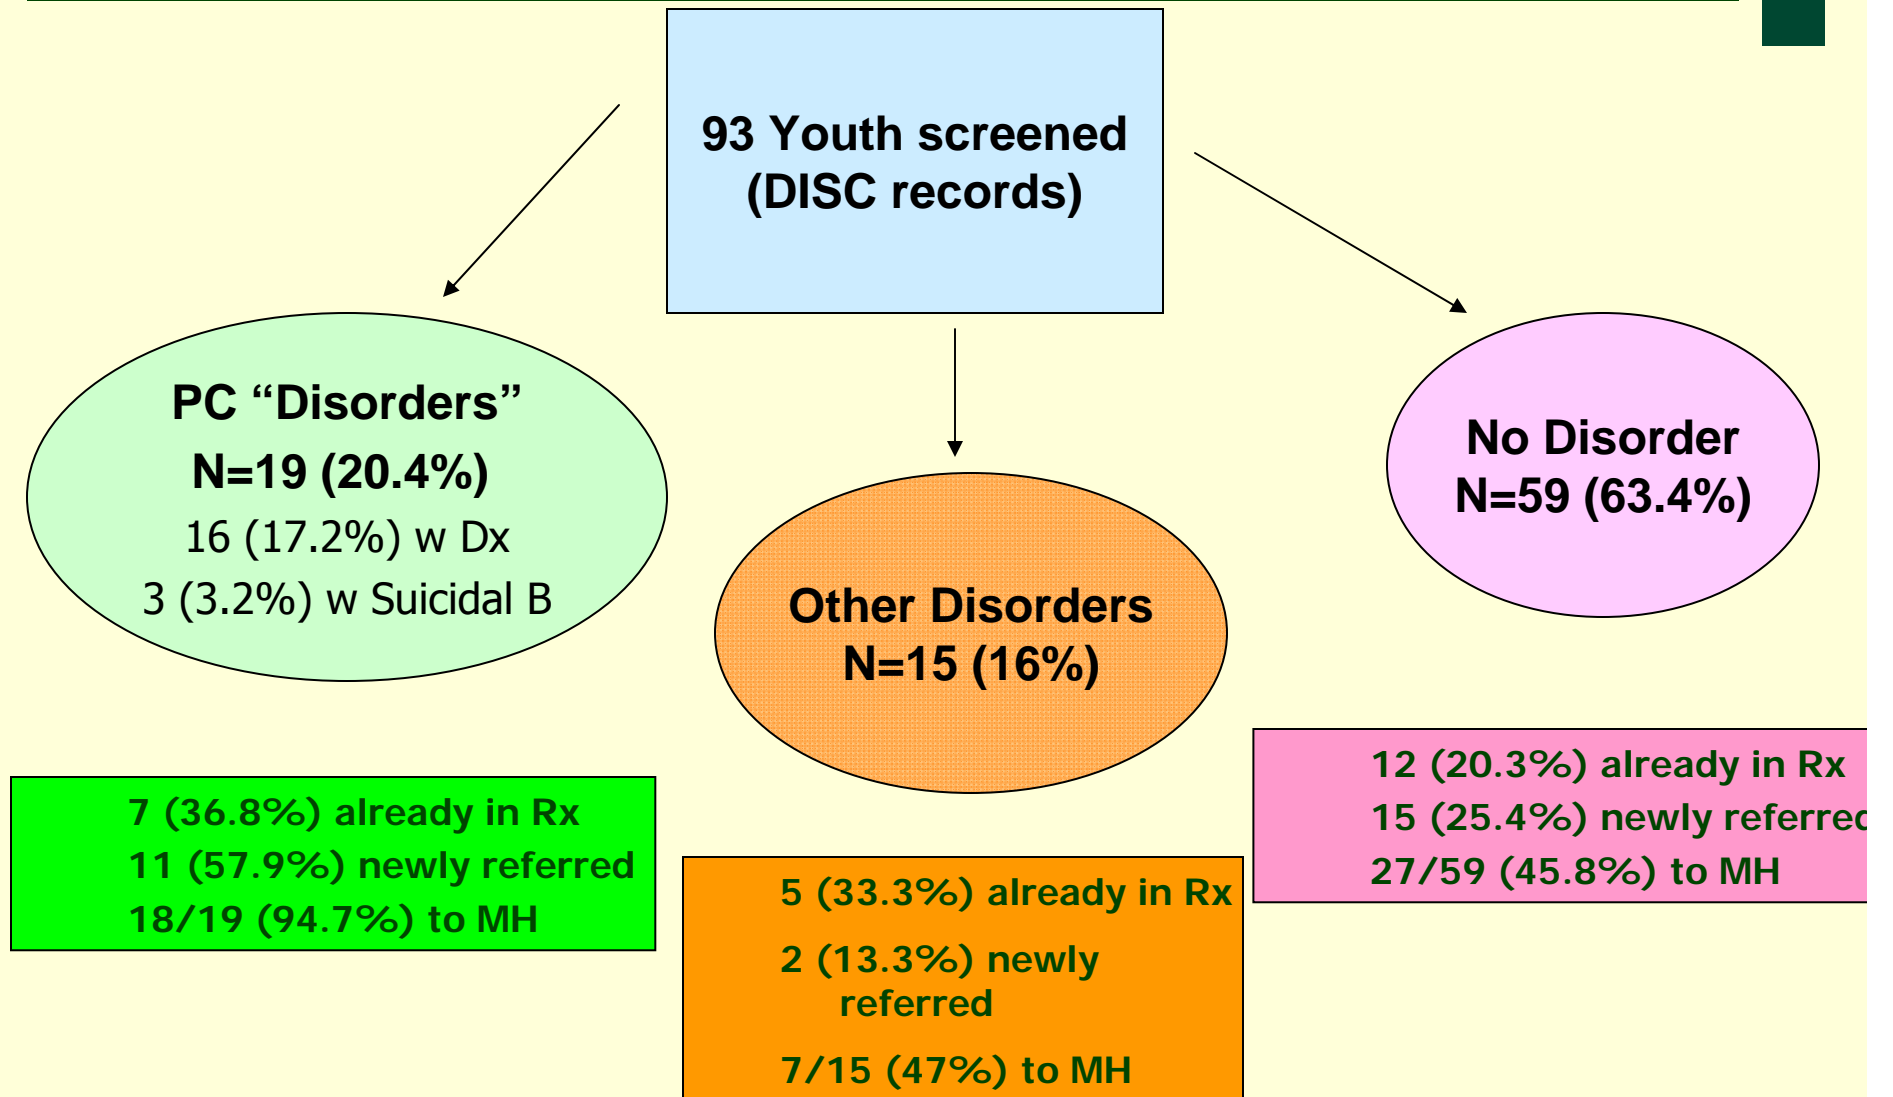 93 Youth screened
(DISC records)
PC “Disorders”
N=19 (20.4%)
16 (17.2%) w Dx
3 (3.2%) w Suicidal B
Other Disorders
N=15 (16%)
No Disorder
N=59 (63.4%)
7 (36.8%) already in Rx
11 (57.9%) newly referred
18/19 (94.7%) to MH
5 (33.3%) already in Rx
2 (13.3%) newly
referred
7/15 (47%) to MH
12 (20.3%) already in Rx
15 (25.4%) newly referred
27/59 (45.8%) to MH